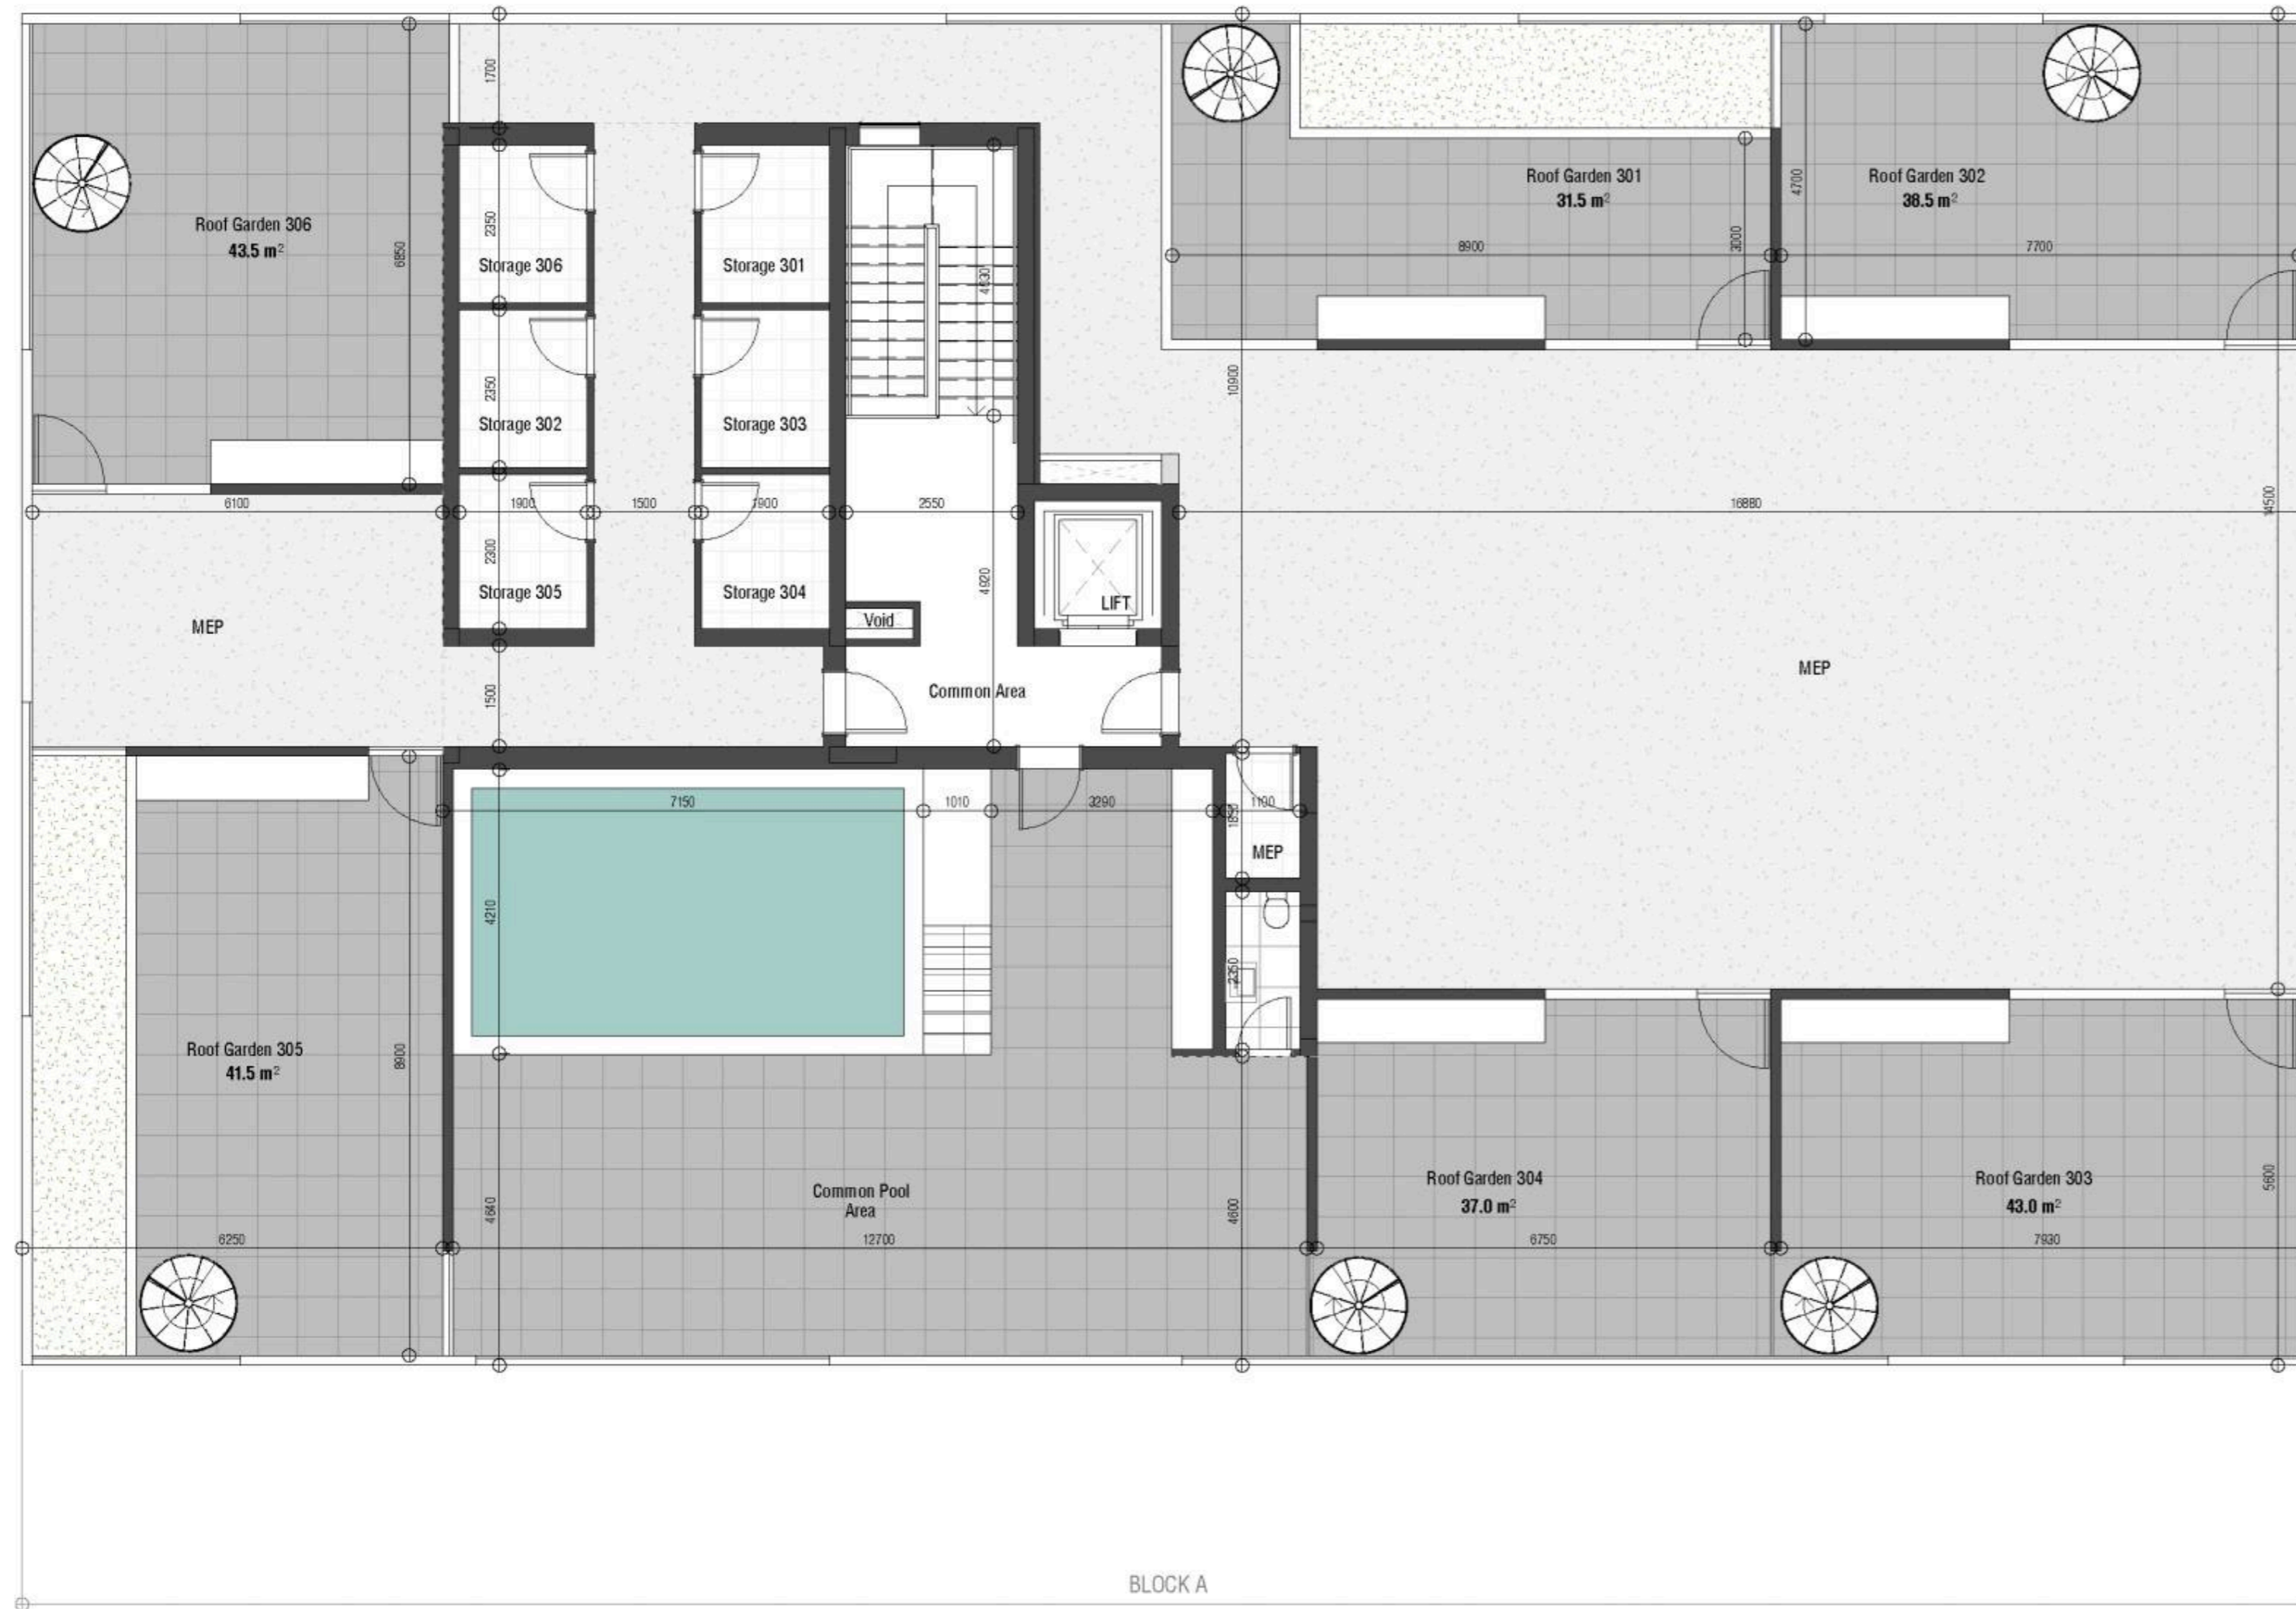 1700
Roof Garden 301
31.5 m²
Roof Garden 302
38.5 m²
4700
Roof Garden 306
43.5 m²
6850
2350
Storage 306
Storage 301
4830
8900
3000
7700
2350
Storage 302
Storage 303
10900
6100
1900
1500
1900
2550
16880
14500
2300
Storage 305
Storage 304
4920
LIFT
Void
MEP
MEP
1500
Common Area
7150
1010
3290
1100
MEP
4210
2350
Roof Garden 305
41.5 m²
8900
Common Pool
Area
4640
4600
Roof Garden 304
37.0 m²
Roof Garden 303
43.0 m²
5600
6250
12700
6750
7930
BLOCK A